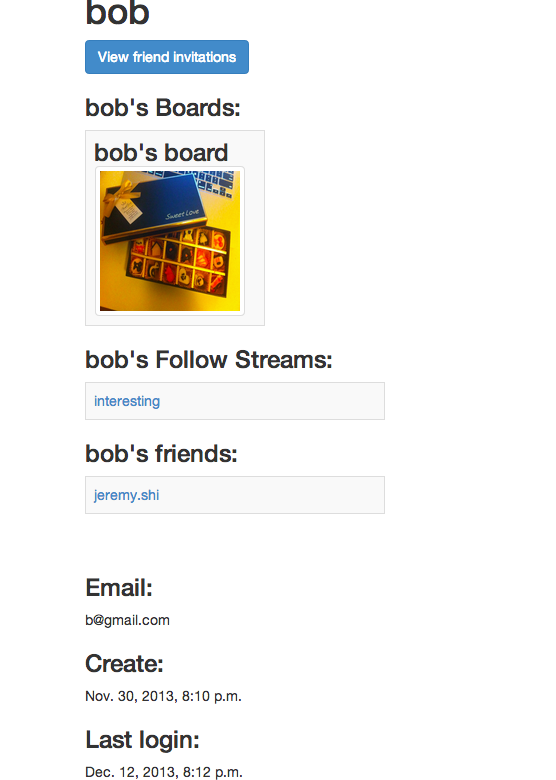 bob
View friend invitations
bob's Boards:
bob's board
Sweet Love
bob's Follow Streams:
interesting
bob's friends:
jeremy.shi
Email:
b@gmail.com
Create:
Nov. 30, 2013, 8:10 p.m.
Last login:
Dec. 12, 2013, 8:12 p.m.